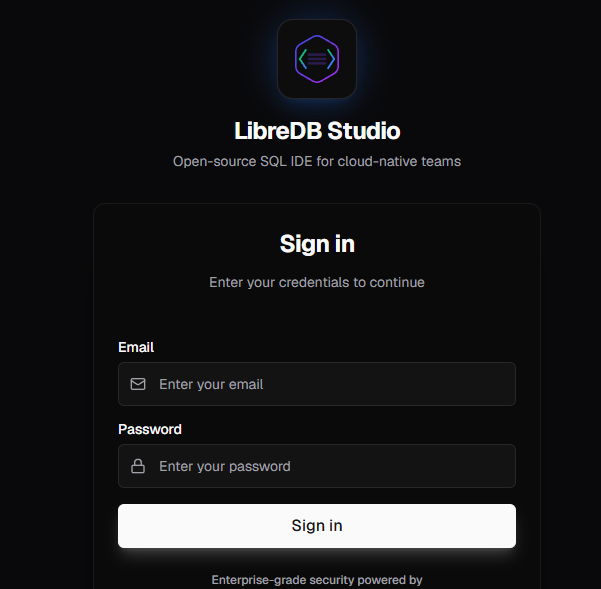 LibreDB Studio
Open-source SQL IDE for cloud-native teams
Sign in
Enter your credentials to continue
Email
Enter your email
Password
Enter your password
Sign in
Enterprise-grade security powered by